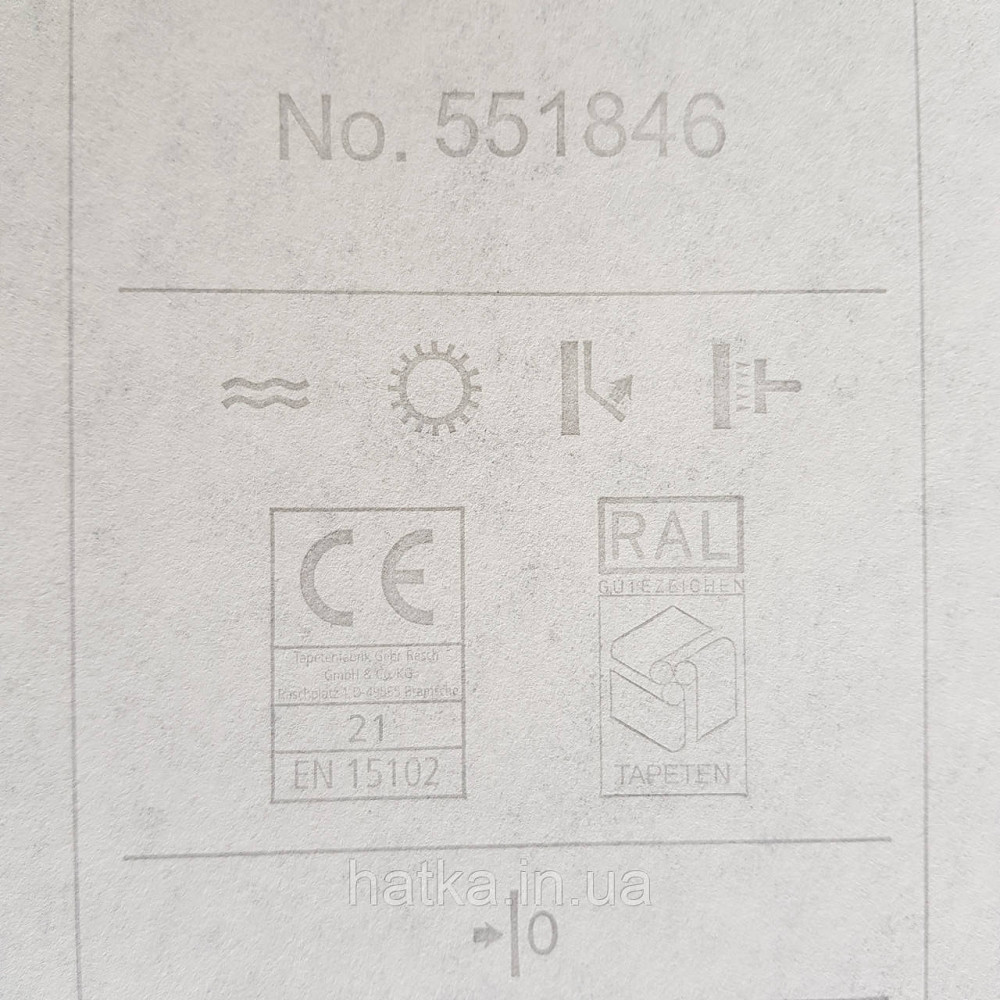 No. 551846
CE
Tapetenfabrik Gebr. Rasch
GmbH & Co. KG
Raschplatz 1, D-49565 Bramsche
21
EN 15102
RAL
GÜTEZEICHEN
TAPETEN
hatka.in.ua
0